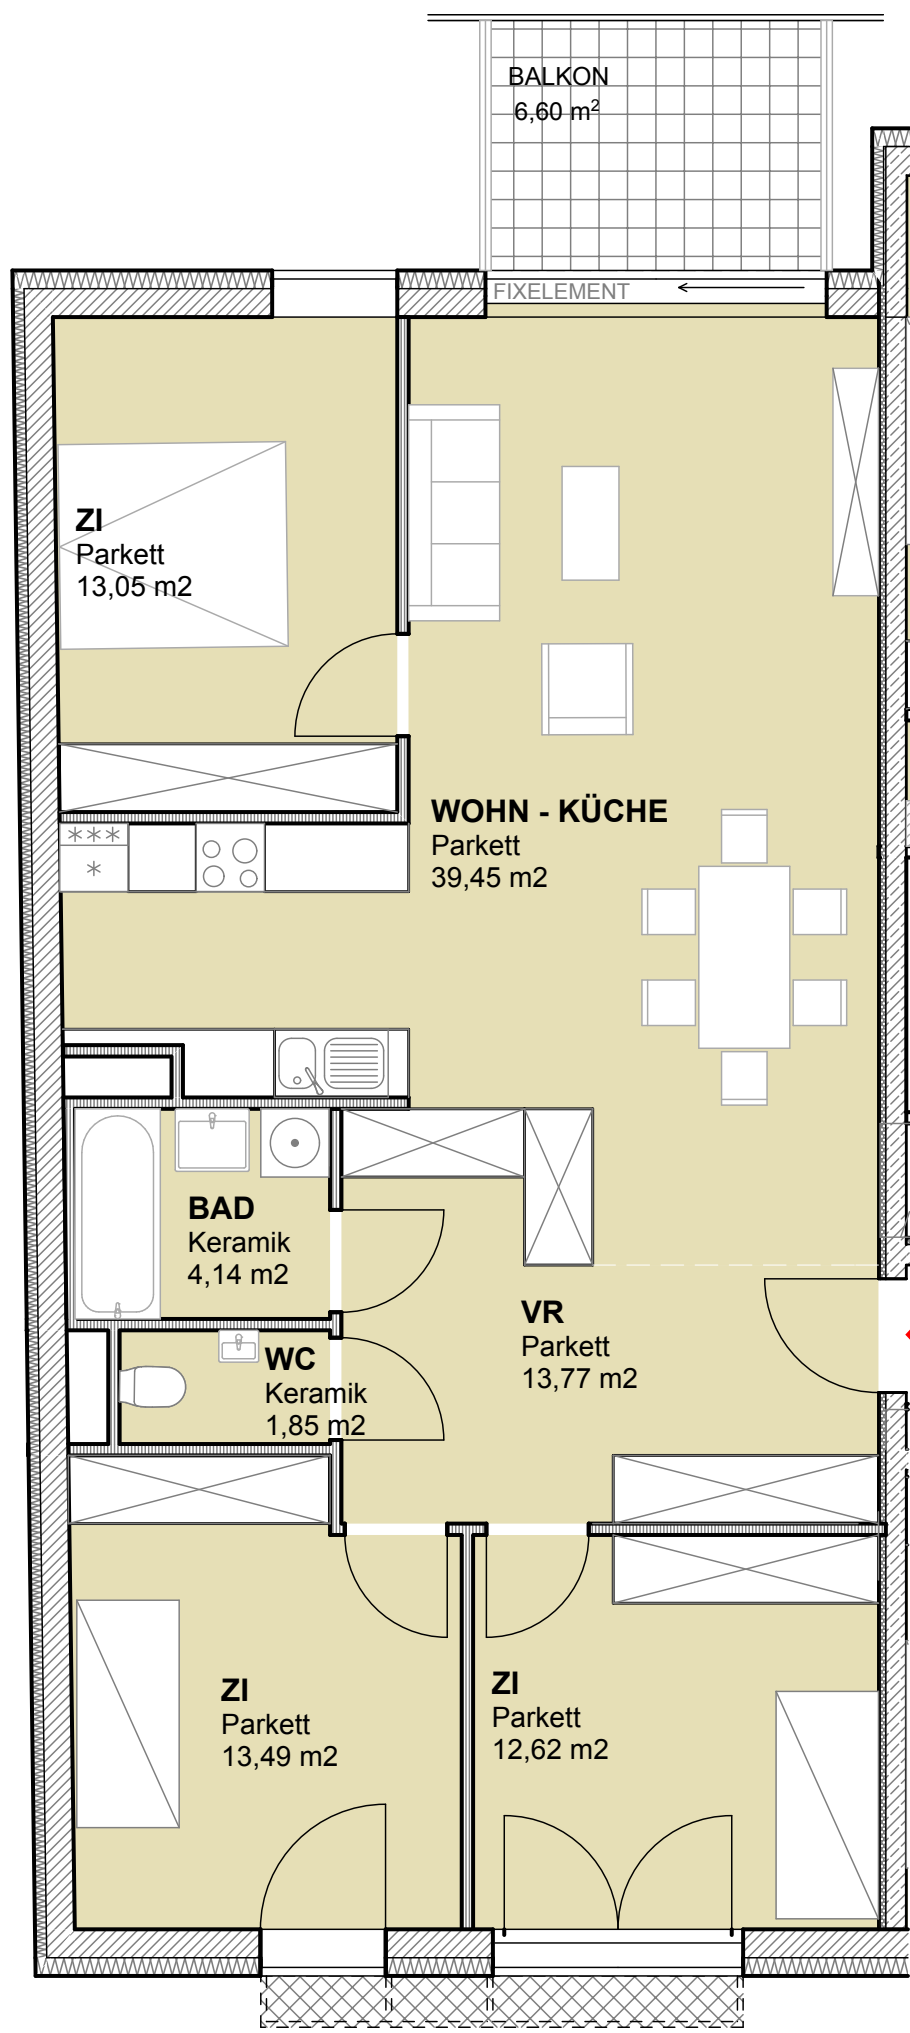 BALKON
6,60 m²
FIXELEMENT
ZI
Parkett
13,05 m2
WOHN - KÜCHE
Parkett
39,45 m2
BAD
Keramik
4,14 m2
VR
Parkett
13,77 m2
WC
Keramik
1,85 m2
ZI
Parkett
13,49 m2
ZI
Parkett
12,62 m2